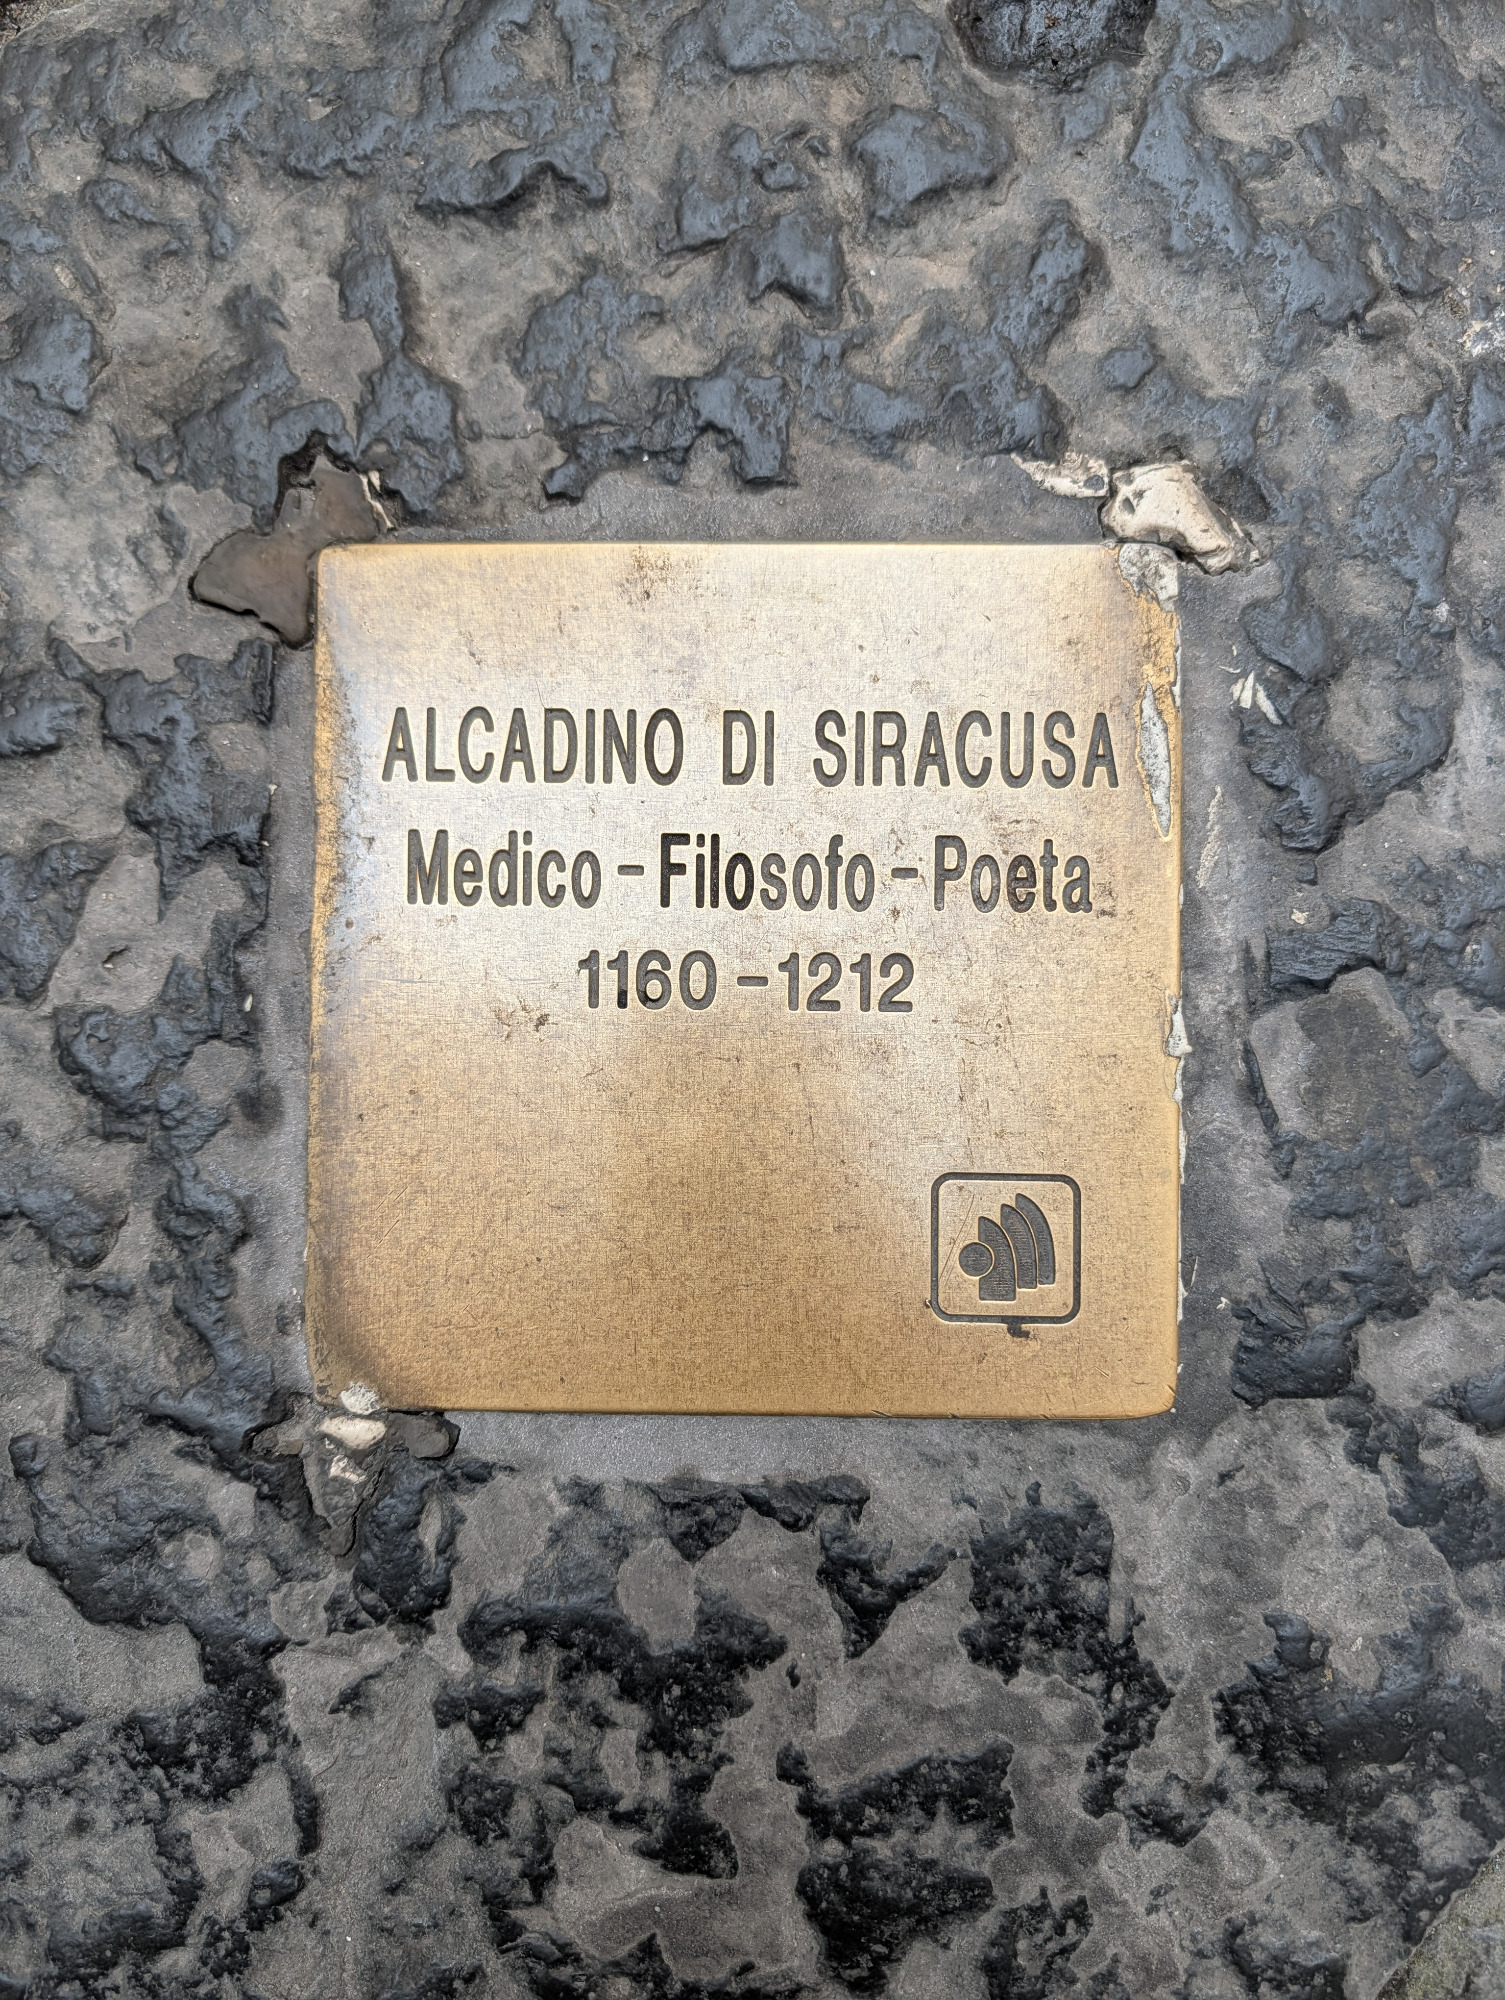 ALCADINO DI SIRACUSA
Medico - Filosofo - Poeta
1160 - 1212